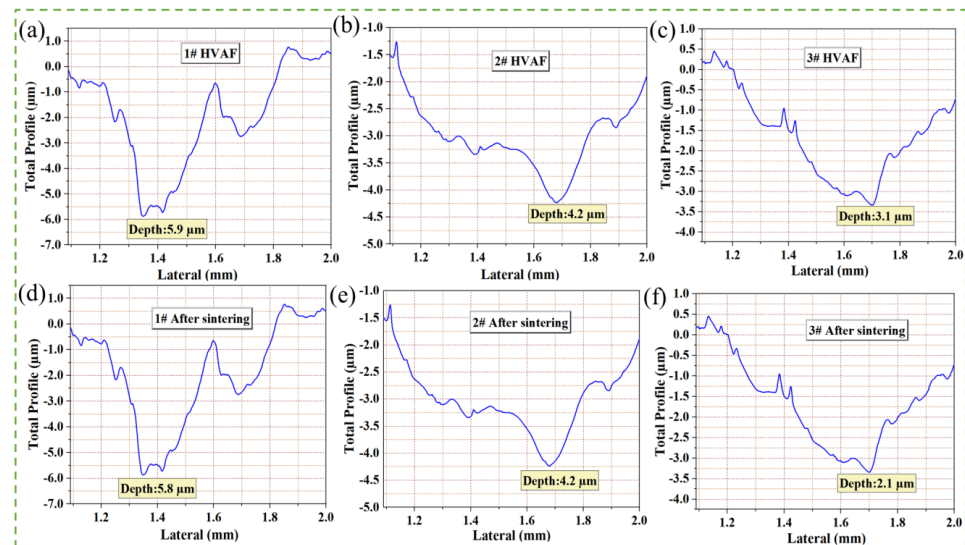 (a)
1# HVAF
Total Profile (µm)
1.0
0.0
-1.0
-2.0
-3.0
-4.0
-5.0
-6.0
-7.0
Depth:5.9 µm
1.2 1.4 1.6 1.8 2.0
Lateral (mm)
(b)
2# HVAF
Total Profile (µm)
-1.0
-1.5
-2.0
-2.5
-3.0
-3.5
-4.0
-4.5
-5.0
Depth:4.2 µm
1.2 1.4 1.6 1.8 2.0
Lateral (mm)
(c)
3# HVAF
Total Profile (µm)
0.5
0.0
-0.5
-1.0
-1.5
-2.0
-2.5
-3.0
-3.5
-4.0
Depth:3.1 µm
1.2 1.4 1.6 1.8 2.0
Lateral (mm)
(d)
1# After sintering
Total Profile (µm)
1.0
0.0
-1.0
-2.0
-3.0
-4.0
-5.0
-6.0
-7.0
Depth:5.8 µm
1.2 1.4 1.6 1.8 2.0
Lateral (mm)
(e)
2# After sintering
Total Profile (µm)
-1.0
-1.5
-2.0
-2.5
-3.0
-3.5
-4.0
-4.5
-5.0
Depth:4.2 µm
1.2 1.4 1.6 1.8 2.0
Lateral (mm)
(f)
3# After sintering
Total Profile (µm)
0.5
0.0
-0.5
-1.0
-1.5
-2.0
-2.5
-3.0
-3.5
-4.0
Depth:2.1 µm
1.2 1.4 1.6 1.8 2.0
Lateral (mm)